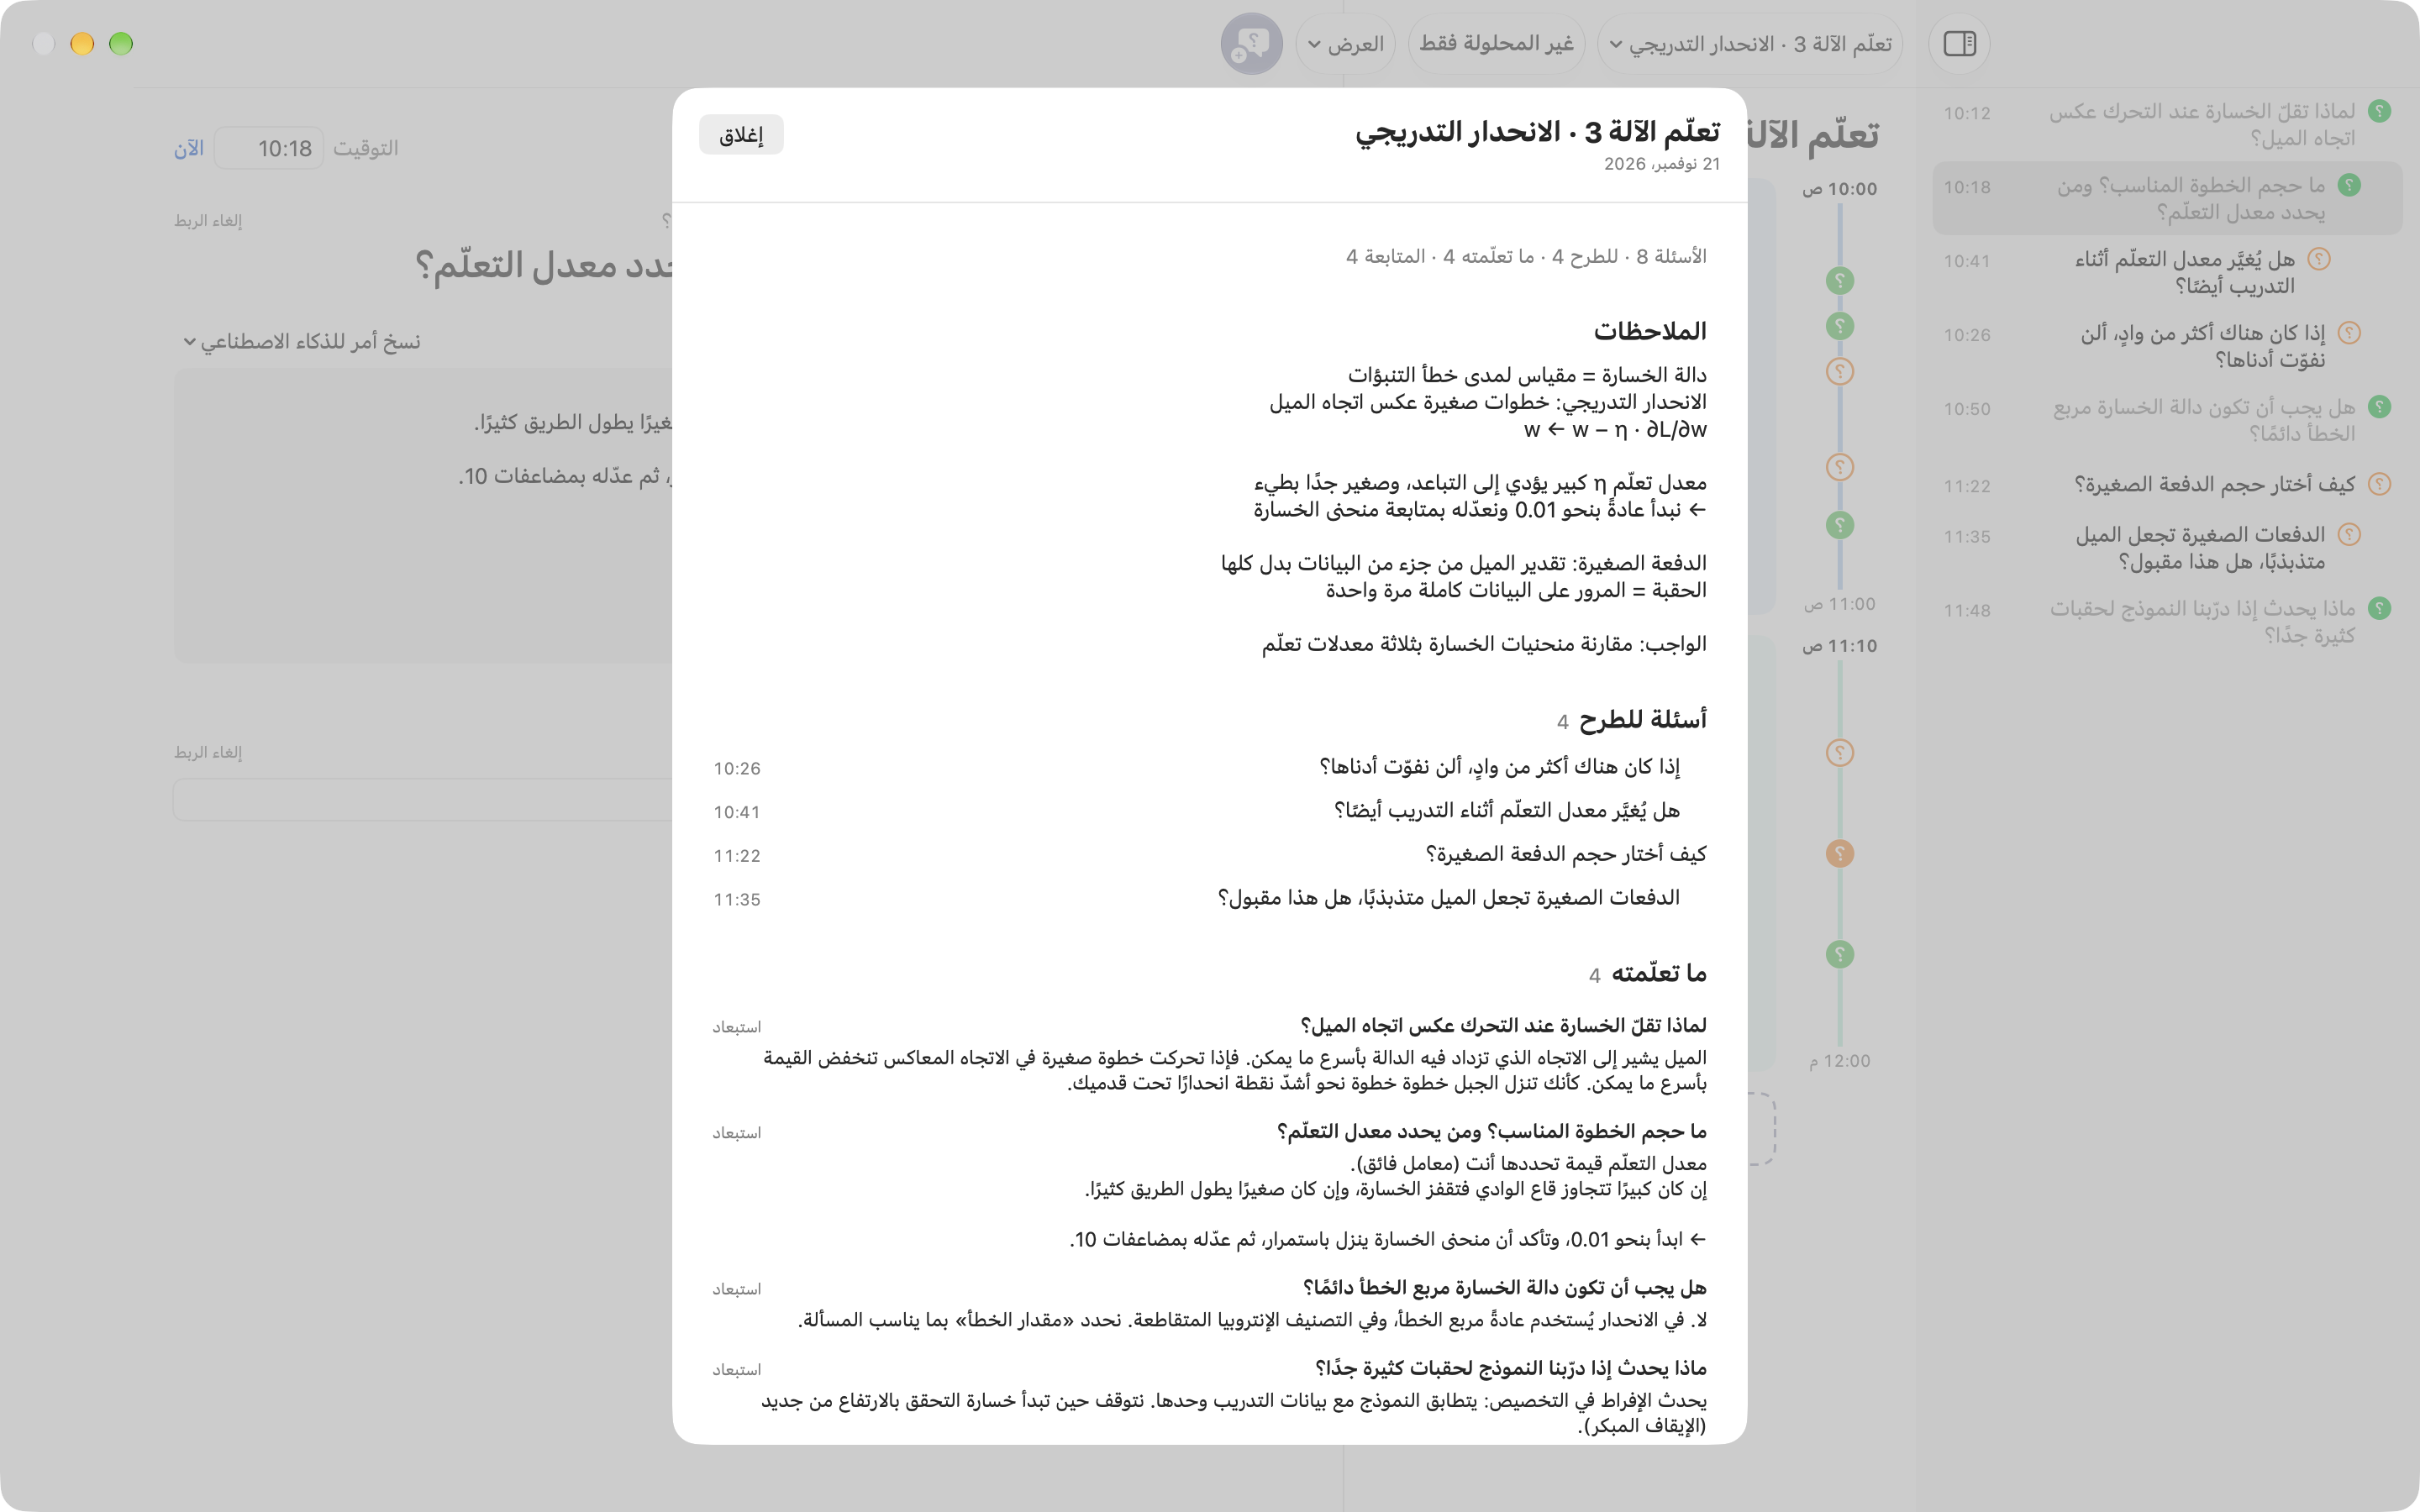 تعلّم الآلة 3 · الانحدار التدريجي
غير المحلولة فقط
العرض
لماذا تقلّ الخسارة عند التحرك عكس
اتجاه الميل؟
10:12
ما حجم الخطوة المناسب؟ ومن
يحدد معدل التعلّم؟
10:18
هل يُغيَّر معدل التعلّم أثناء
التدريب أيضًا؟
10:41
إذا كان هناك أكثر من وادٍ، ألن
نفوّت أدناها؟
10:26
هل يجب أن تكون دالة الخسارة مربع
الخطأ دائمًا؟
10:50
كيف أختار حجم الدفعة الصغيرة؟
11:22
الدفعات الصغيرة تجعل الميل
متذبذبًا، هل هذا مقبول؟
11:35
ماذا يحدث إذا درّبنا النموذج لحقبات
كثيرة جدًا؟
11:48
تعلّم الآلة
10:00 ص
11:00 ص
11:10 ص
12:00 م
تعلّم الآلة 3 · الانحدار التدريجي
21 نوفمبر، 2026
إغلاق
الأسئلة 8 · للطرح 4 · ما تعلّمته 4 · المتابعة 4
الملاحظات
دالة الخسارة = مقياس لمدى خطأ التنبؤات
الانحدار التدريجي: خطوات صغيرة عكس اتجاه الميل
w ← w − η · ∂L/∂w
معدل تعلّم η كبير يؤدي إلى التباعد، وصغير جدًا بطيء
← نبدأ عادةً بنحو 0.01 ونعدّله بمتابعة منحنى الخسارة
الدفعة الصغيرة: تقدير الميل من جزء من البيانات بدل كلها
الحقبة = المرور على البيانات كاملة مرة واحدة
الواجب: مقارنة منحنيات الخسارة بثلاثة معدلات تعلّم
أسئلة للطرح 4
إذا كان هناك أكثر من وادٍ، ألن نفوّت أدناها؟ 10:26
هل يُغيَّر معدل التعلّم أثناء التدريب أيضًا؟ 10:41
كيف أختار حجم الدفعة الصغيرة؟ 11:22
الدفعات الصغيرة تجعل الميل متذبذبًا، هل هذا مقبول؟ 11:35
ما تعلّمته 4
لماذا تقلّ الخسارة عند التحرك عكس اتجاه الميل؟ استبعاد
الميل يشير إلى الاتجاه الذي تزداد فيه الدالة بأسرع ما يمكن. فإذا تحركت خطوة صغيرة في الاتجاه المعاكس تنخفض القيمة
بأسرع ما يمكن. كأنك تنزل الجبل خطوة خطوة نحو أشدّ نقطة انحدارًا تحت قدميك.
ما حجم الخطوة المناسب؟ ومن يحدد معدل التعلّم؟ استبعاد
معدل التعلّم قيمة تحددها أنت (معامل فائق).
إن كان كبيرًا تتجاوز قاع الوادي فتقفز الخسارة، وإن كان صغيرًا يطول الطريق كثيرًا.
← ابدأ بنحو 0.01، وتأكد أن منحنى الخسارة ينزل باستمرار، ثم عدّله بمضاعفات 10.
هل يجب أن تكون دالة الخسارة مربع الخطأ دائمًا؟ استبعاد
لا. في الانحدار يُستخدم عادةً مربع الخطأ، وفي التصنيف الإنتروبيا المتقاطعة. نحدد «مقدار الخطأ» بما يناسب المسألة.
ماذا يحدث إذا درّبنا النموذج لحقبات كثيرة جدًا؟ استبعاد
يحدث الإفراط في التخصيص: يتطابق النموذج مع بيانات التدريب وحدها. نتوقف حين تبدأ خسارة التحقق بالارتفاع من جديد
(الإيقاف المبكر).
التوقيت 10:18 الآن
إلغاء الربط
معدل التعلّم؟
نسخ أمر للذكاء الاصطناعي
يطول الطريق كثيرًا.
ثم عدّله بمضاعفات 10.
إلغاء الربط